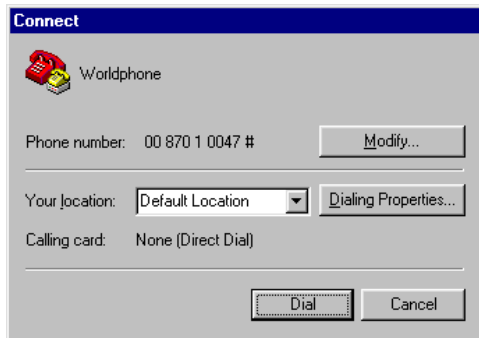 Connect
Worldphone
Phone number: 00 870 1 0047 # Modify...
Your location: Default Location Dialing Properties...
Calling card: None (Direct Dial)
Dial Cancel